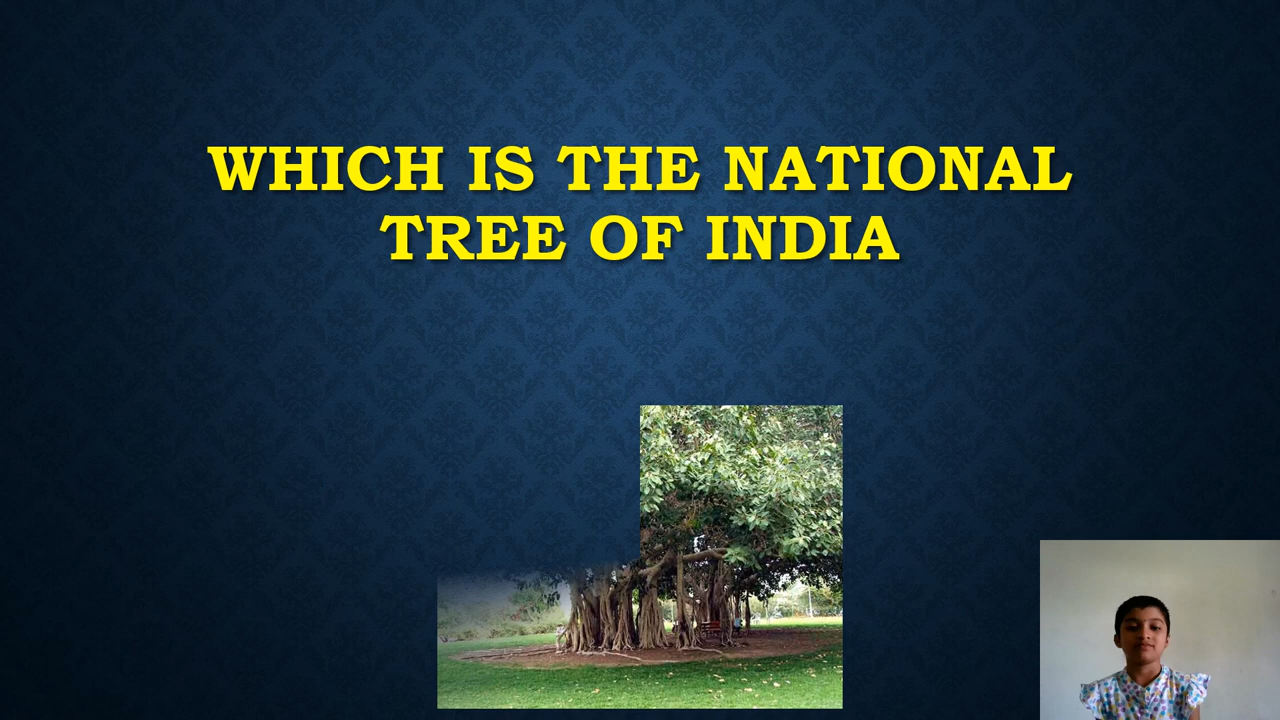 WHICH IS THE NATIONAL
TREE OF INDIA